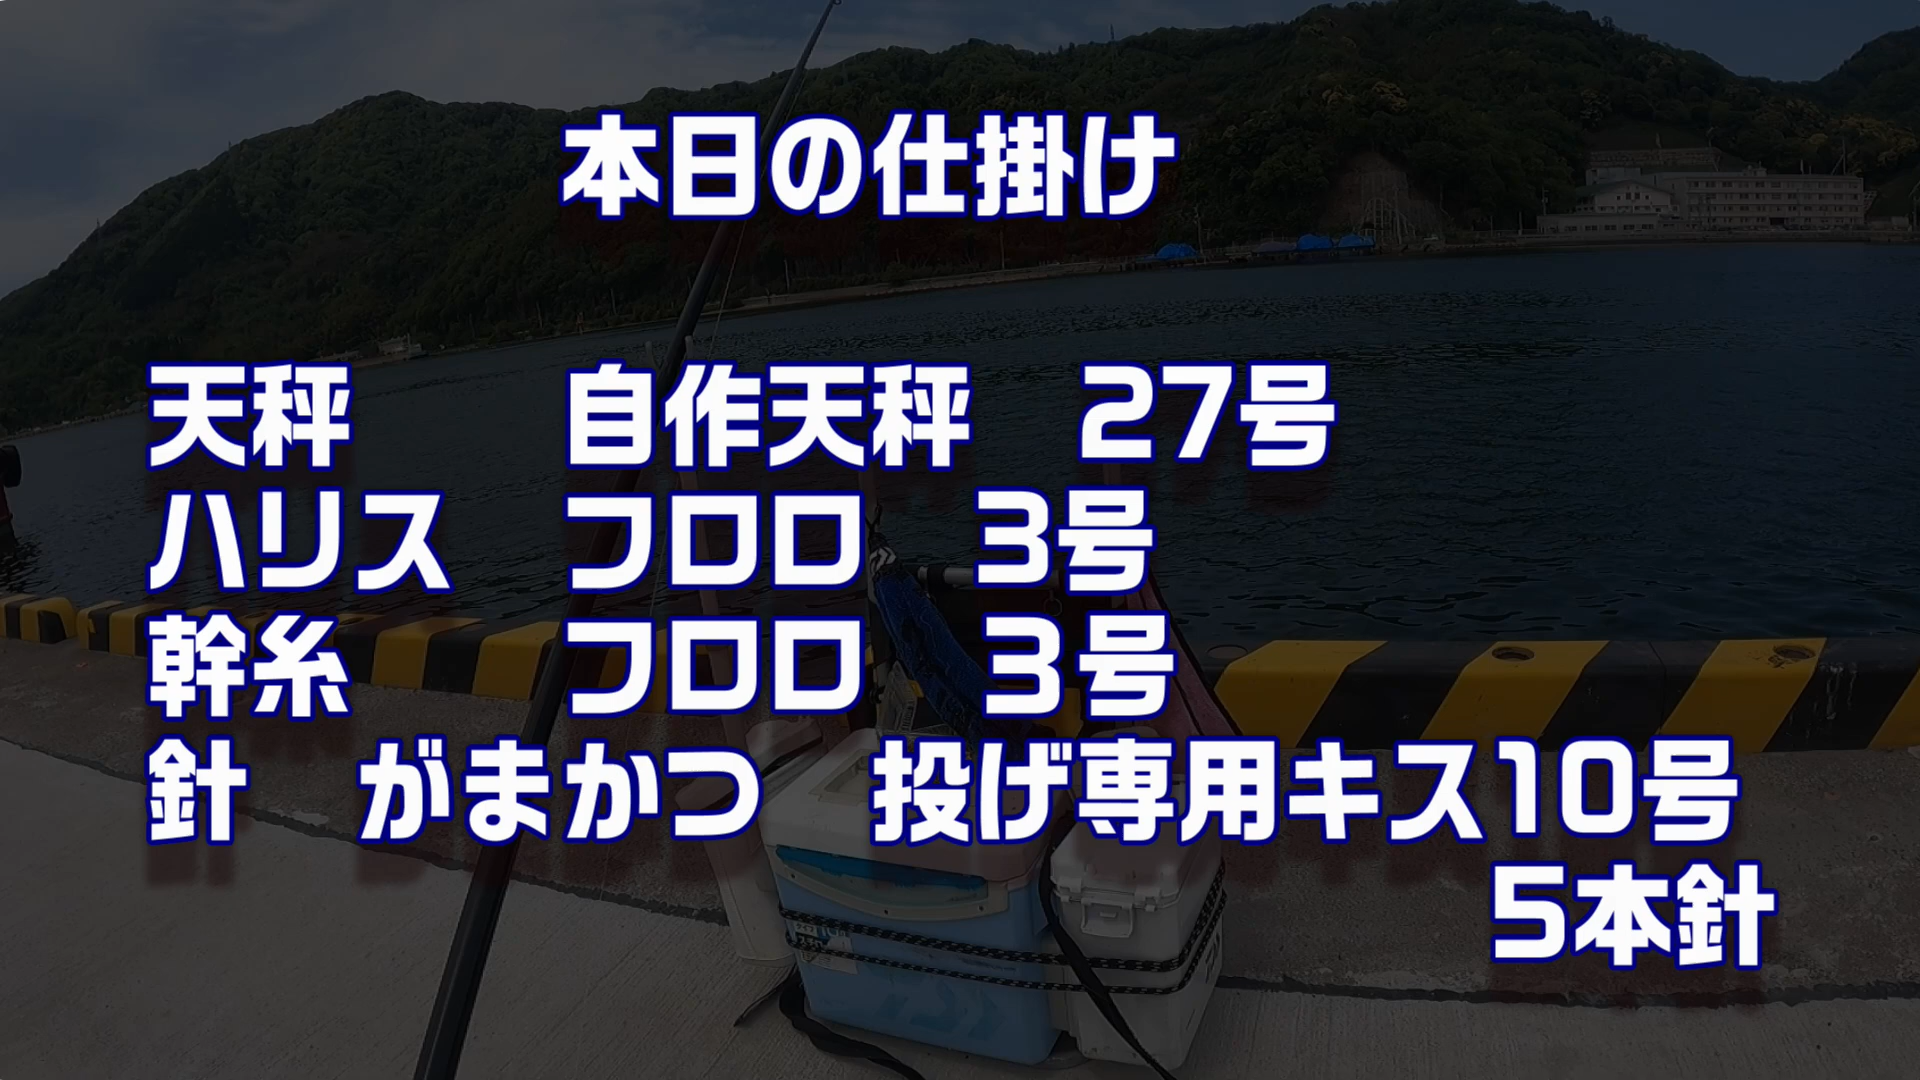 本日の仕掛け
天秤　自作天秤　27号
ハリス　フロロ　3号
幹糸　フロロ　3号
針　がまかつ　投げ専用キス10号
5本針